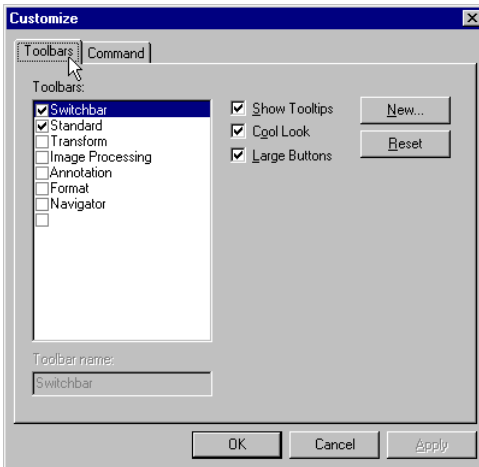 Customize
Toolbars Command
Toolbars:
Switchbar
Standard
Transform
Image Processing
Annotation
Format
Navigator
Show Tooltips
Cool Look
Large Buttons
New...
Reset
Toolbar name:
Switchbar
OK Cancel Apply